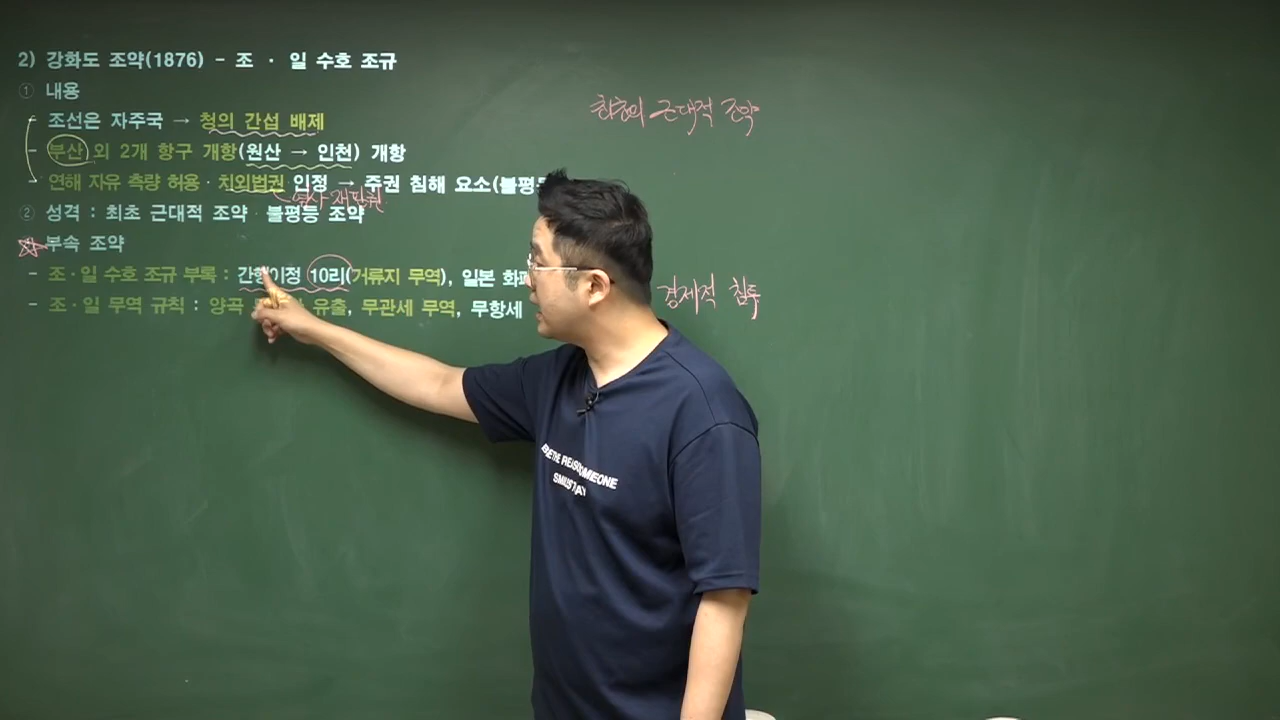 2) 강화도 조약(1876) - 조 · 일 수호 조규
① 내용
- 조선은 자주국 → 청의 간섭 배제
- 부산 외 2개 항구 개항(원산 → 인천) 개항
- 연해 자유 측량 허용 · 치외법권 인정 → 주권 침해 요소(불평
영사 재판권
② 성격 : 최초 근대적 조약 불평등 조약
부속 조약
- 조·일 수호 조규 부록 : 간행이정 10리(거류지 무역), 일본 화폐
- 조·일 무역 규칙 : 양곡 유출, 무관세 무역, 무항세
최초의 근대적 조약
경제적 침투
SMILES